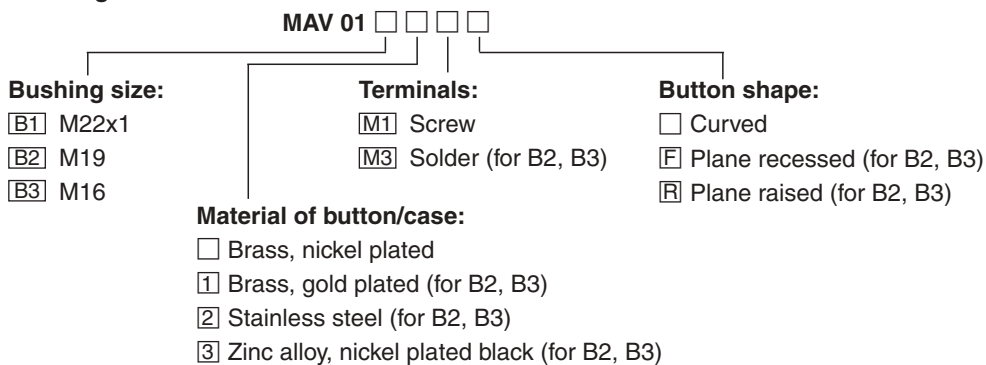 MAV 01 □ □ □ □
Bushing size:
B1 M22x1
B2 M19
B3 M16
Terminals:
M1 Screw
M3 Solder (for B2, B3)
Button shape:
□ Curved
F Plane recessed (for B2, B3)
R Plane raised (for B2, B3)
Material of button/case:
□ Brass, nickel plated
1 Brass, gold plated (for B2, B3)
2 Stainless steel (for B2, B3)
3 Zinc alloy, nickel plated black (for B2, B3)